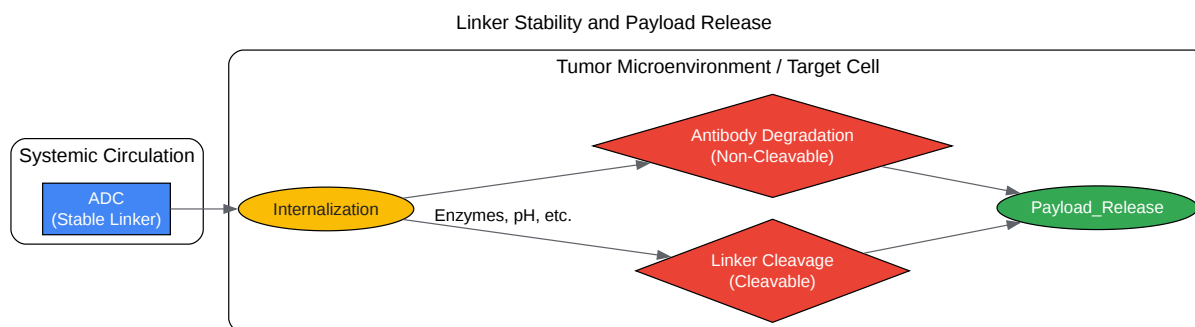 Linker Stability and Payload Release
Tumor Microenvironment / Target Cell
Systemic Circulation
ADC
(Stable Linker)
Internalization
Enzymes, pH, etc.
Antibody Degradation
(Non-Cleavable)
Linker Cleavage
(Cleavable)
Payload_Release